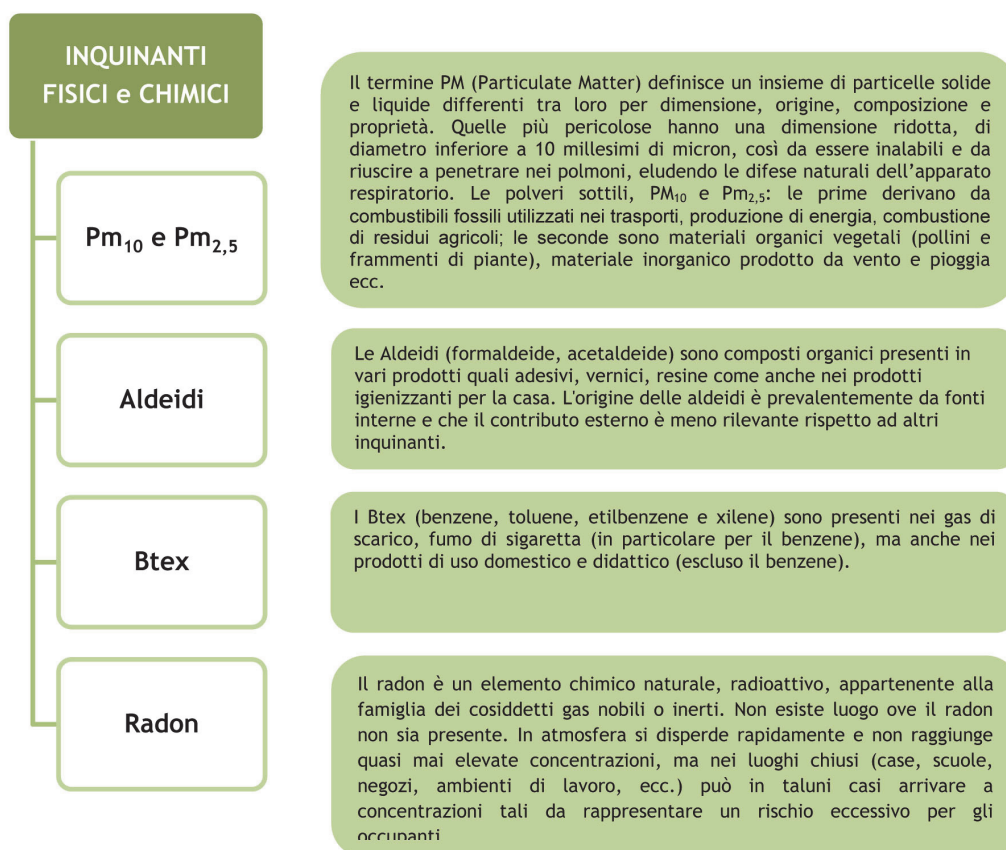 INQUINANTI
FISICI e CHIMICI
Pm10 e Pm2,5
Il termine PM (Particulate Matter) definisce un insieme di particelle solide
e liquide differenti tra loro per dimensione, origine, composizione e
proprietà. Quelle più pericolose hanno una dimensione ridotta, di
diametro inferiore a 10 millesimi di micron, così da essere inalabili e da
riuscire a penetrare nei polmoni, eludendo le difese naturali dell'apparato
respiratorio. Le polveri sottili, PM10 e Pm2,5: le prime derivano da
combustibili fossili utilizzati nei trasporti, produzione di energia, combustione
di residui agricoli; le seconde sono materiali organici vegetali (pollini e
frammenti di piante), materiale inorganico prodotto da vento e pioggia
ecc.
Aldeidi
Le Aldeidi (formaldeide, acetaldeide) sono composti organici presenti in
vari prodotti quali adesivi, vernici, resine come anche nei prodotti
igienizzanti per la casa. L'origine delle aldeidi è prevalentemente da fonti
interne e che il contributo esterno è meno rilevante rispetto ad altri
inquinanti.
Btex
I Btex (benzene, toluene, etilbenzene e xilene) sono presenti nei gas di
scarico, fumo di sigaretta (in particolare per il benzene), ma anche nei
prodotti di uso domestico e didattico (escluso il benzene).
Radon
Il radon è un elemento chimico naturale, radioattivo, appartenente alla
famiglia dei cosiddetti gas nobili o inerti. Non esiste luogo ove il radon
non sia presente. In atmosfera si disperde rapidamente e non raggiunge
quasi mai elevate concentrazioni, ma nei luoghi chiusi (case, scuole,
negozi, ambienti di lavoro, ecc.) può in taluni casi arrivare a
concentrazioni tali da rappresentare un rischio eccessivo per gli
occupanti.